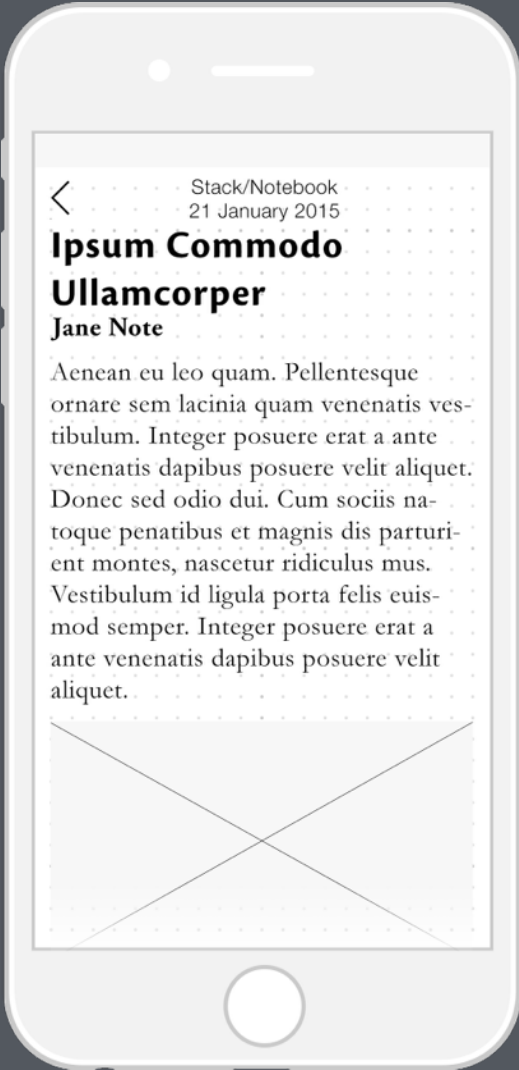 Stack/Notebook
21 January 2015
Ipsum Commodo
Ullamcorper
Jane Note
Aenean eu leo quam. Pellentesque
ornare sem lacinia quam venenatis ves-
tibulum. Integer posuere erat a ante
venenatis dapibus posuere velit aliquet.
Donec sed odio dui. Cum sociis na-
toque penatibus et magnis dis parturi-
ent montes, nascetur ridiculus mus.
Vestibulum id ligula porta felis euis-
mod semper. Integer posuere erat a
ante venenatis dapibus posuere velit
aliquet.